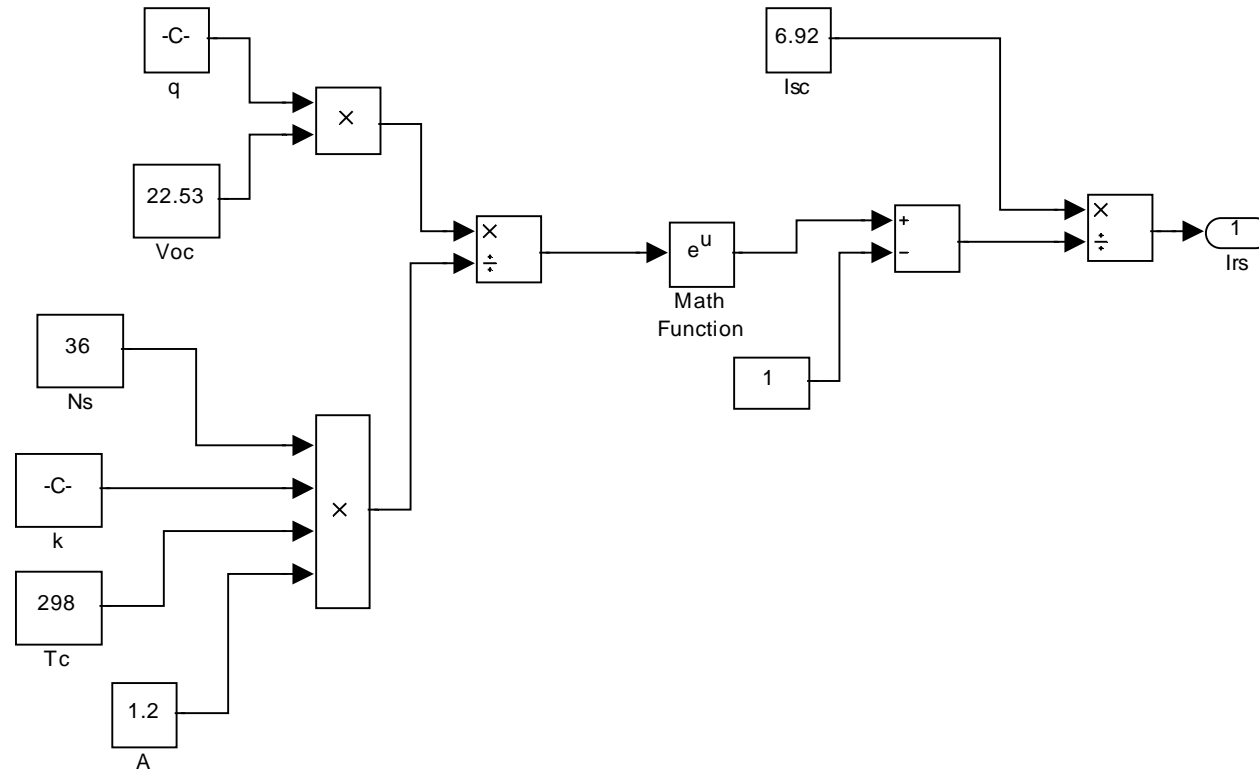 -C-
q
×
22.53
Voc
×
÷
36
Ns
-C-
k
298
Tc
1.2
A
×
e^u
Math
Function
6.92
Isc
+
−
1
×
÷
1
Irs